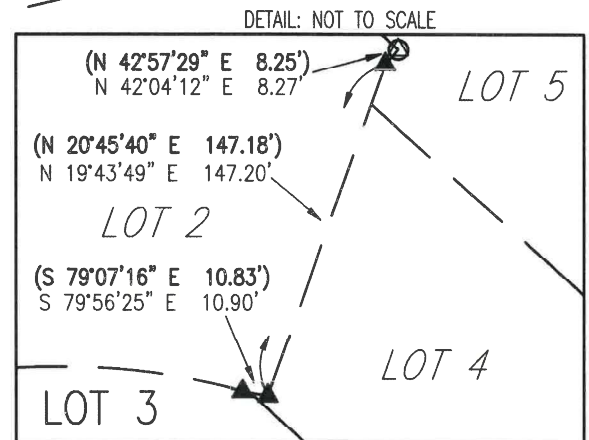 DETAIL: NOT TO SCALE
(N 42°57'29" E 8.25')
N 42°04'12" E 8.27'
LOT 5
(N 20°45'40" E 147.18')
N 19°43'49" E 147.20'
LOT 2
(S 79°07'16" E 10.83')
S 79°56'25" E 10.90'
LOT 4
LOT 3